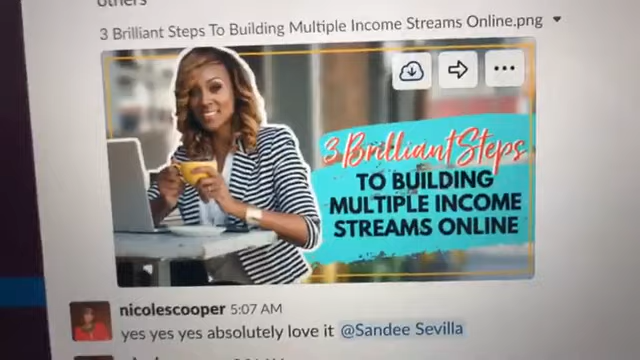 others
3 Brilliant Steps To Building Multiple Income Streams Online.png
3 Brilliant Steps
TO BUILDING
MULTIPLE INCOME
STREAMS ONLINE
nicolescooper 5:07 AM
yes yes yes absolutely love it @Sandee Sevilla